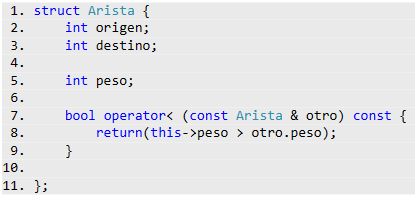 1. struct Arista {
2.     int origen;
3.     int destino;
4.
5.     int peso;
6.
7.     bool operator< (const Arista & otro) const {
8.         return(this->peso > otro.peso);
9.     }
10.
11. };